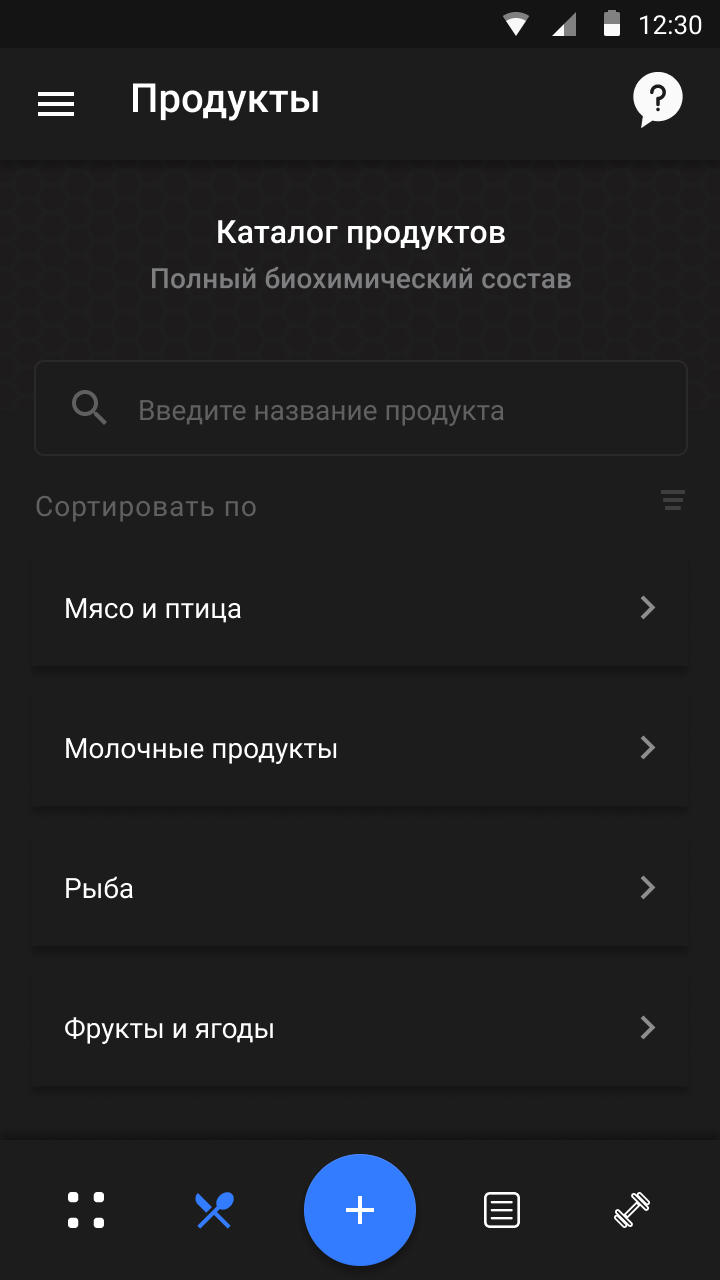 12:30
Продукты
Каталог продуктов
Полный биохимический состав
Введите название продукта
Сортировать по
Мясо и птица
Молочные продукты
Рыба
Фрукты и ягоды